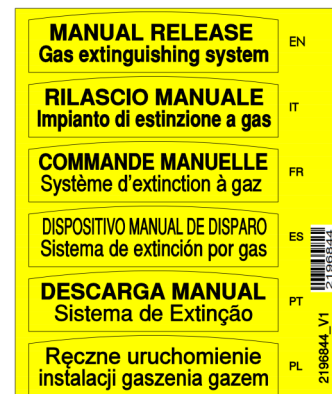 MANUAL RELEASE
Gas extinguishing system
EN
RILASCIO MANUALE
Impianto di estinzione a gas
IT
COMMANDE MANUELLE
Système d'extinction à gaz
FR
DISPOSITIVO MANUAL DE DISPARO
Sistema de extinción por gas
ES
DESCARGA MANUAL
Sistema de Extinção
PT
Ręczne uruchomienie
instalacji gaszenia gazem
PL
2196844
2196844_V1